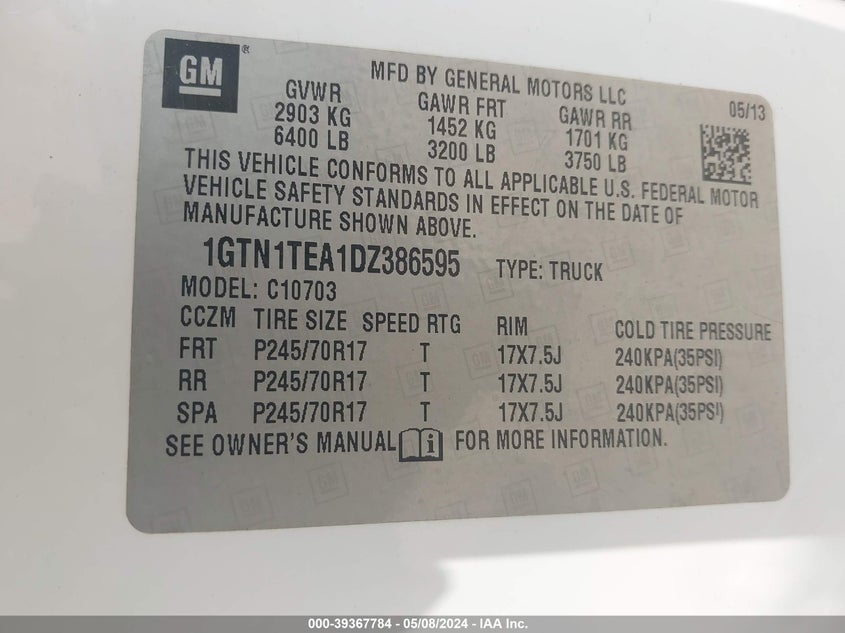 GM ®
MFD BY GENERAL MOTORS LLC
05/13
GVWR GAWR FRT GAWR RR
2903 KG 1452 KG 1701 KG
6400 LB 3200 LB 3750 LB
THIS VEHICLE CONFORMS TO ALL APPLICABLE U.S. FEDERAL MOTOR
VEHICLE SAFETY STANDARDS IN EFFECT ON THE DATE OF
MANUFACTURE SHOWN ABOVE.
1GTN1TEA1DZ386595 TYPE: TRUCK
MODEL: C10703
CCZM TIRE SIZE SPEED RTG RIM COLD TIRE PRESSURE
FRT P245/70R17 T 17X7.5J 240KPA(35PSI)
RR P245/70R17 T 17X7.5J 240KPA(35PSI)
SPA P245/70R17 T 17X7.5J 240KPA(35PSI)
SEE OWNER'S MANUAL i FOR MORE INFORMATION.
000-39367784 / 05/08/2024 - IAA Inc.